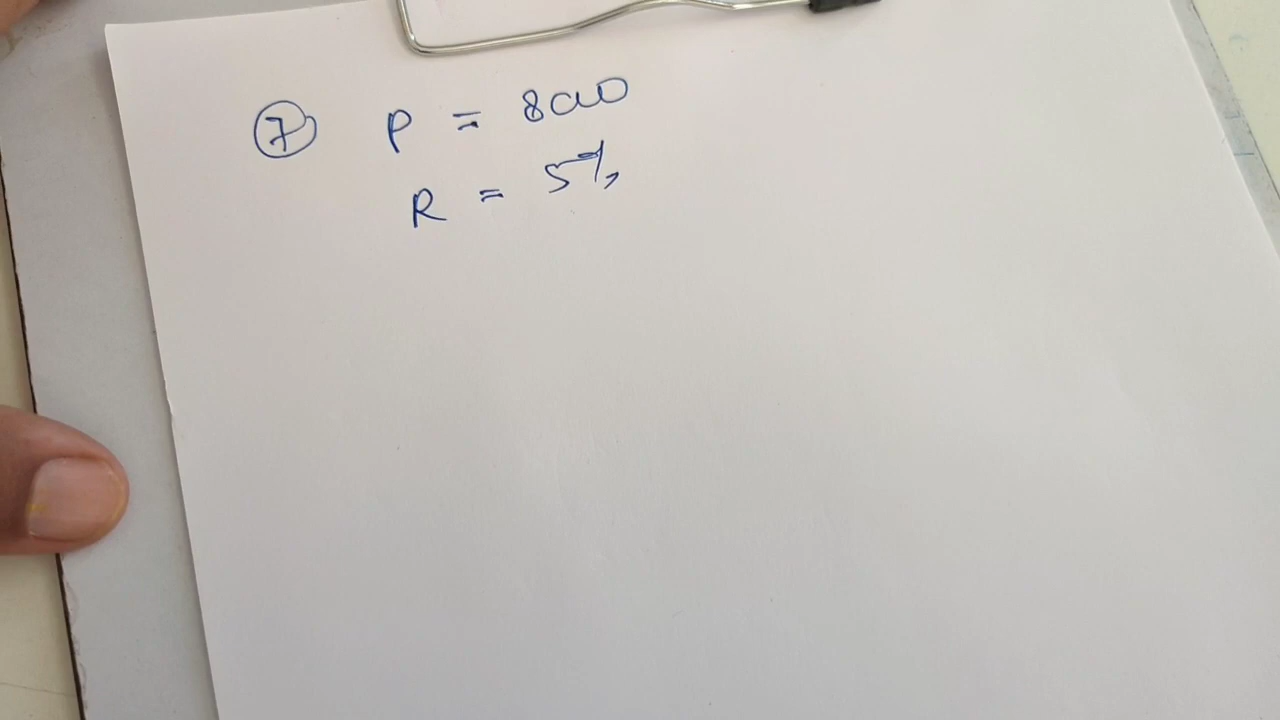 ⑦ P = 800
R = 5%